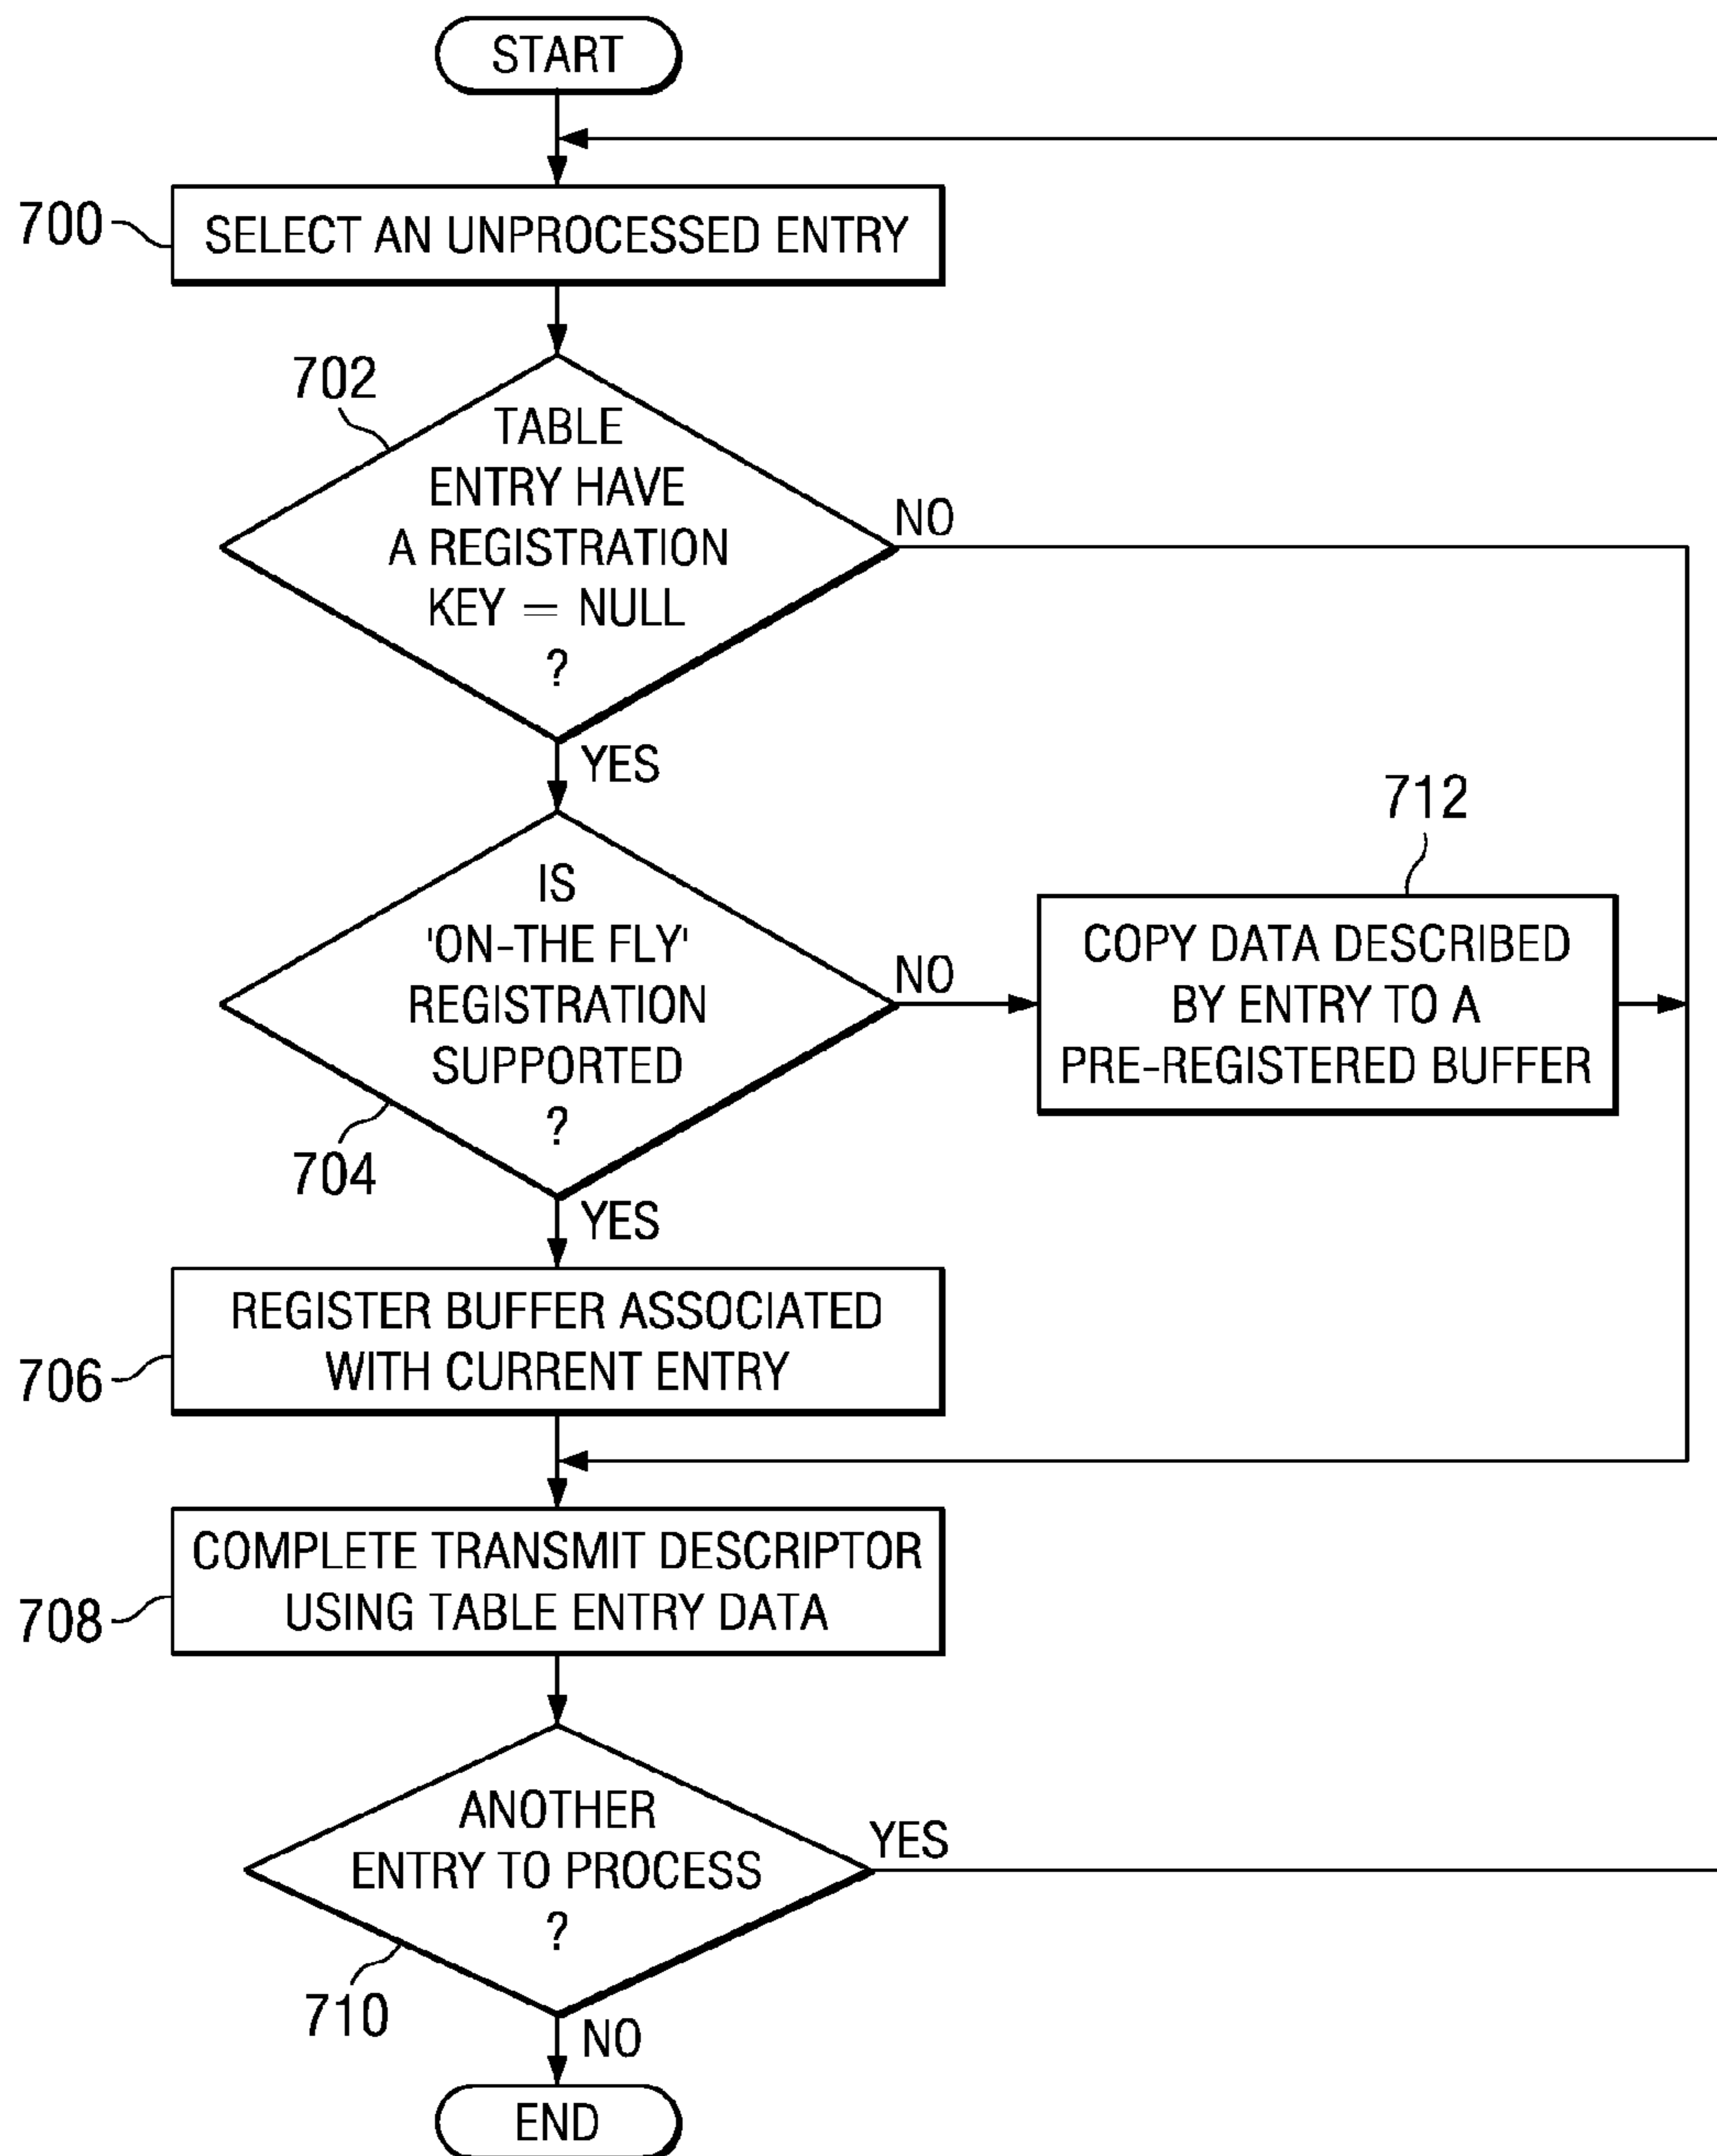 START
700
SELECT AN UNPROCESSED ENTRY
702
TABLE
ENTRY HAVE
A REGISTRATION
KEY = NULL
?
NO
YES
IS
'ON-THE FLY'
REGISTRATION
SUPPORTED
?
704
NO
712
COPY DATA DESCRIBED
BY ENTRY TO A
PRE-REGISTERED BUFFER
YES
706
REGISTER BUFFER ASSOCIATED
WITH CURRENT ENTRY
708
COMPLETE TRANSMIT DESCRIPTOR
USING TABLE ENTRY DATA
ANOTHER
ENTRY TO PROCESS
?
YES
710
NO
END